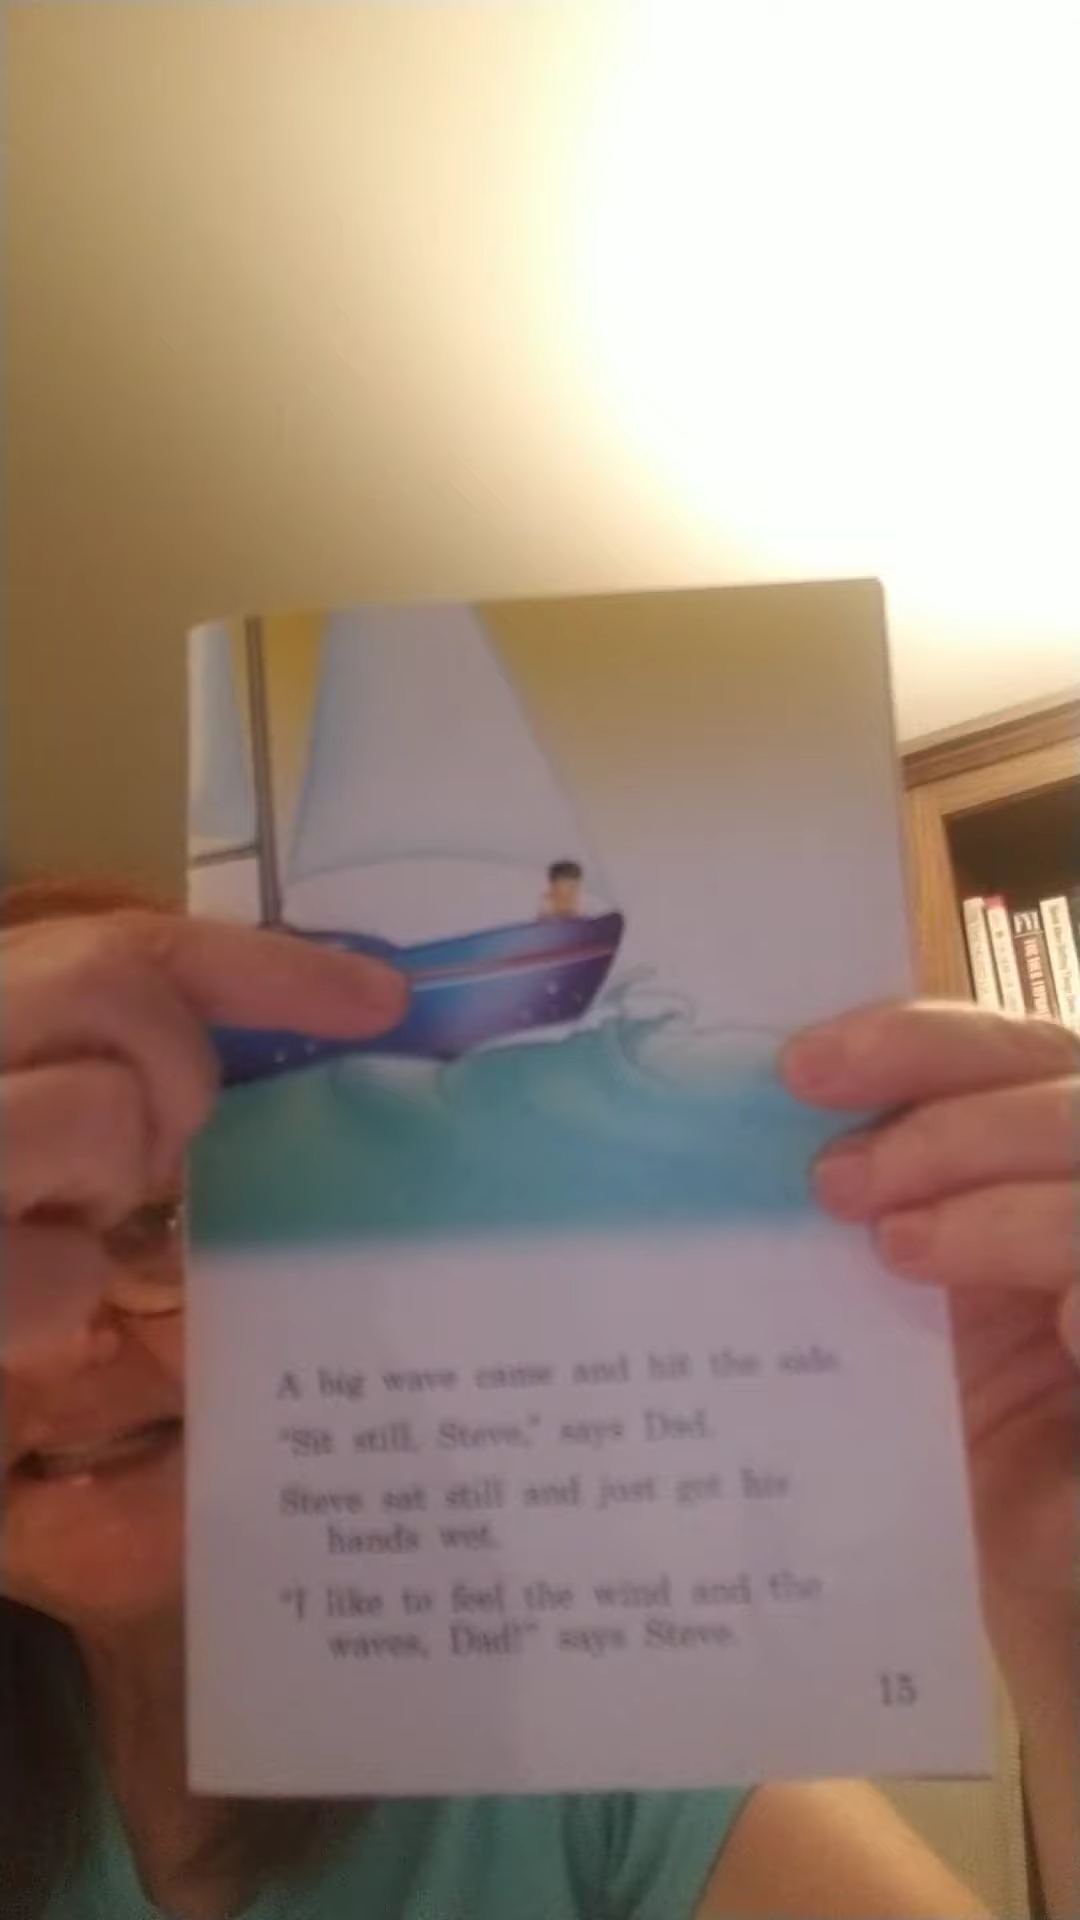 A big wave came and hit the side.
"Sit still, Steve," says Dad.
Steve sat still and just got his
hands wet.
"I like to feel the wind and the
waves, Dad!" says Steve.
15